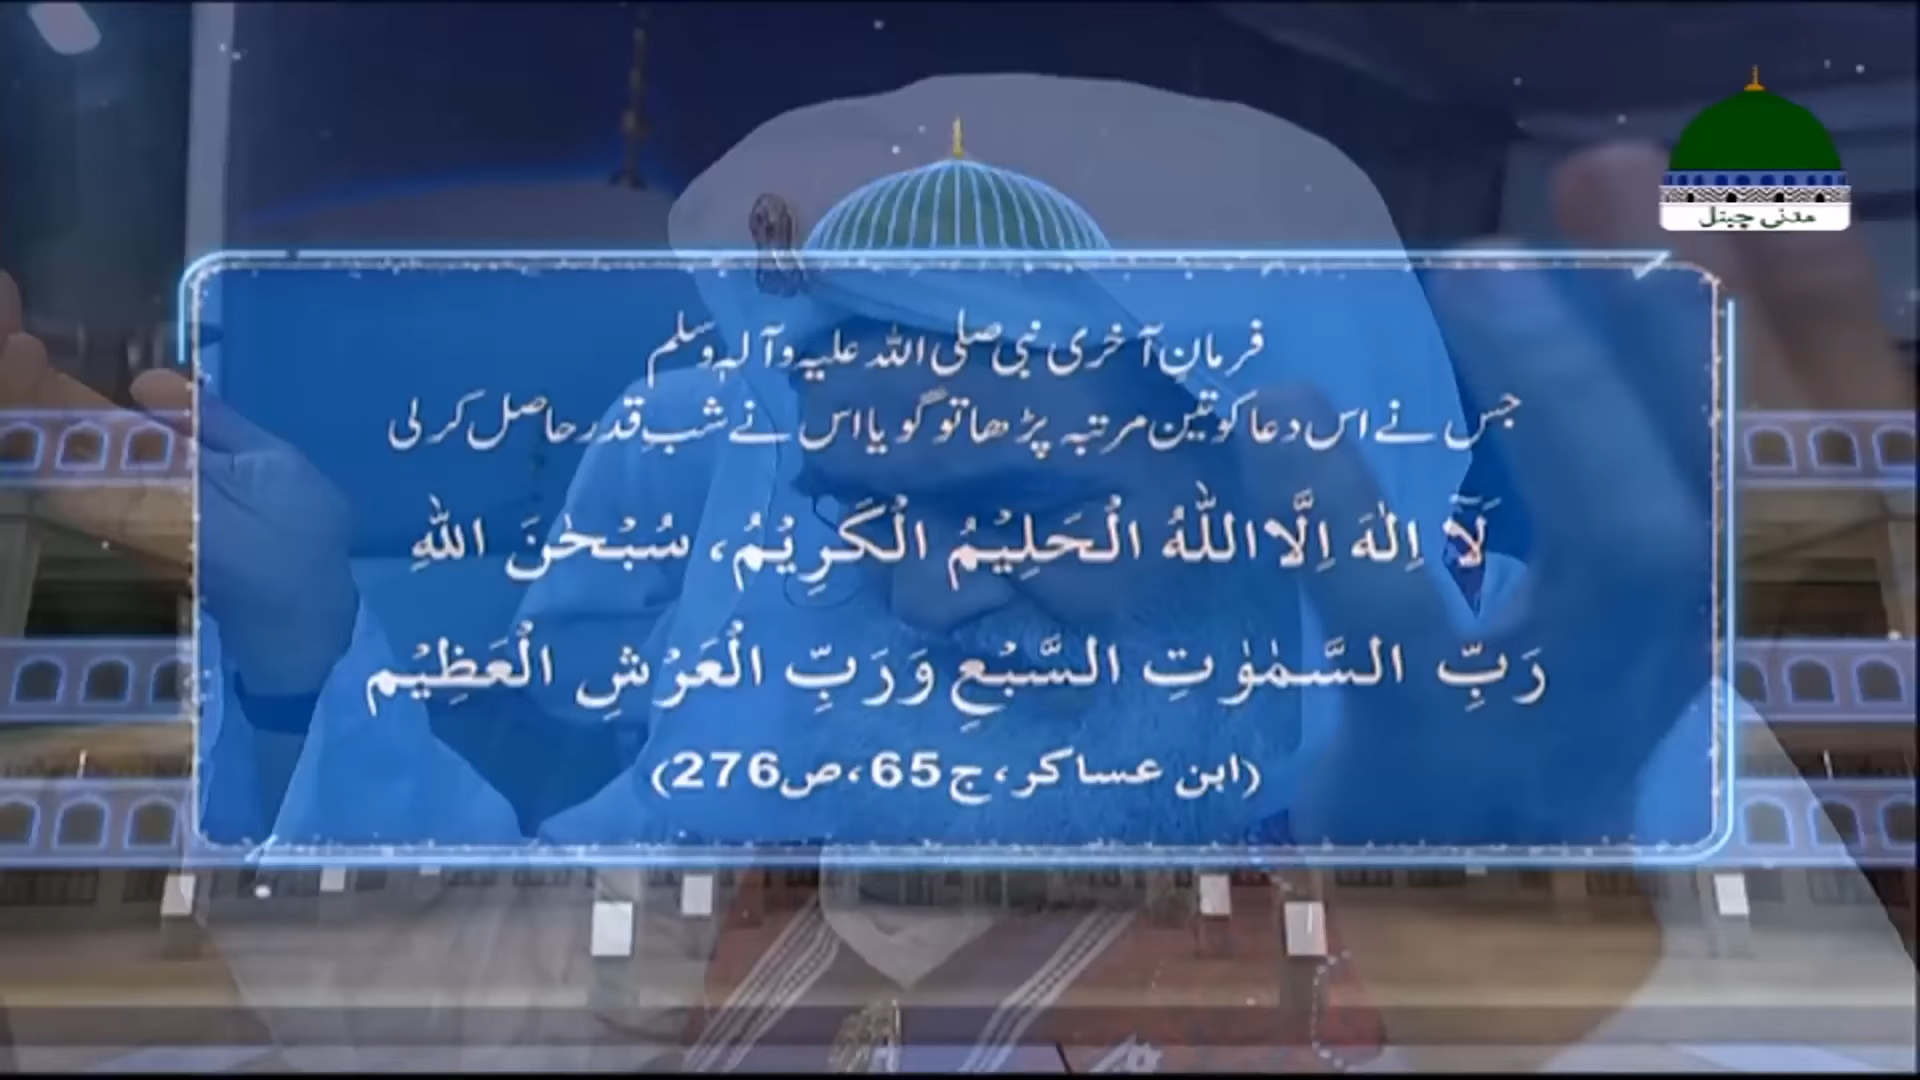 مدنی چینل
فرمانِ آخری نبی صلی اللہ علیہ وآلہٖ وسلم
جس نے اس دعا کو تین مرتبہ پڑھا تو گویا اس نے شبِ قدر حاصل کرلی
لَآ اِلٰهَ اِلَّا اللّٰهُ الْحَلِيْمُ الْكَرِيْمُ، سُبْحٰنَ اللّٰهِ
رَبِّ السَّمٰوٰتِ السَّبْعِ وَرَبِّ الْعَرْشِ الْعَظِيْم
(ابن عساکر، ج65، ص276)